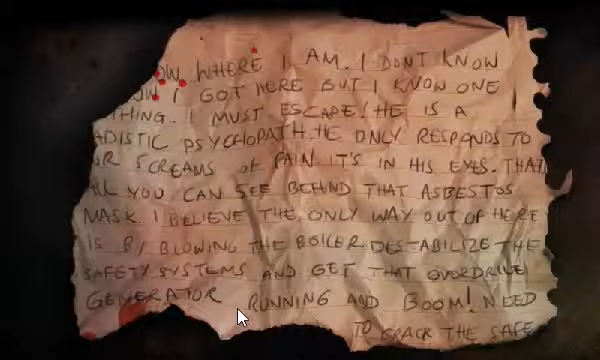 OW WHERE I AM. I DONT KNOW
W I GOT HERE BUT I KNOW ONE
THING. I MUST ESCAPE! HE IS A
ADISTIC PSYCHOPATH. HE ONLY RESPONDS TO
UR SCREAMS OF PAIN IT'S IN HIS EYES. THAT
ALL YOU CAN SEE BEHIND THAT ASBESTOS
MASK. I BELIEVE THE ONLY WAY OUT OF HERE
IS BY BLOWING THE BOILER. DESTABILIZE THE
SAFETY SYSTEMS AND GET THAT OVERDRIVE
GENERATOR RUNNING AND BOOM! NEED
TO CRACK THE SAFE